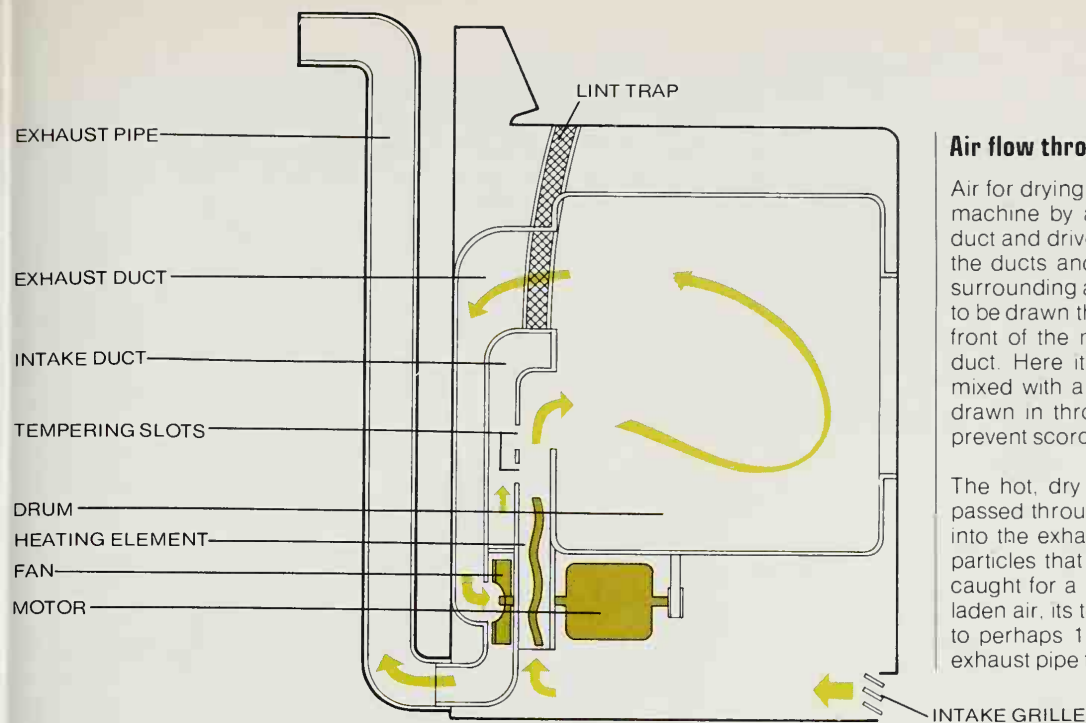 LINT TRAP
EXHAUST PIPE
EXHAUST DUCT
INTAKE DUCT
TEMPERING SLOTS
DRUM
HEATING ELEMENT
FAN
MOTOR
INTAKE GRILLE
Air flow thro
Air for drying
machine by a
duct and drive
the ducts and
surrounding a
to be drawn th
front of the m
duct. Here it
mixed with a
drawn in thro
prevent scorc
The hot, dry
passed throu
into the exha
particles that
caught for a
laden air, its t
to perhaps 1
exhaust pipe